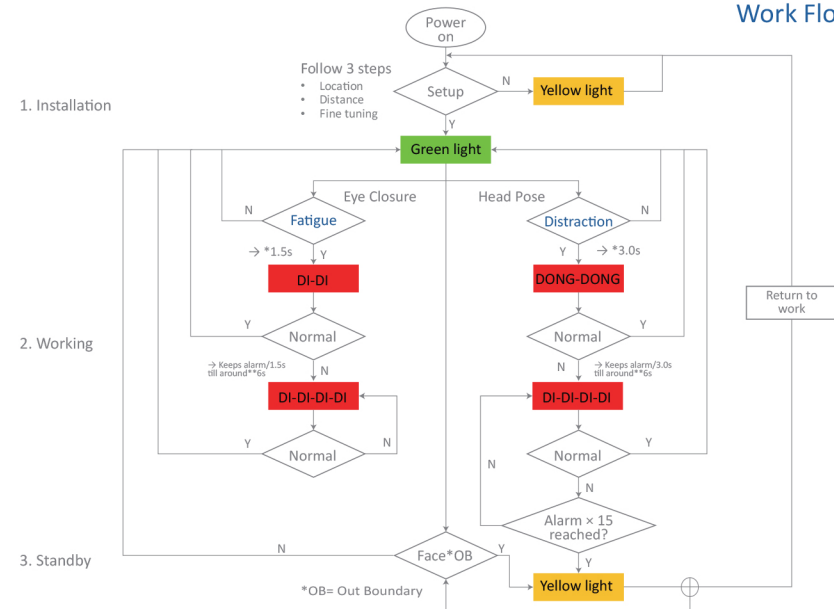 Work Flo
Power
on
Follow 3 steps
• Location
• Distance
• Fine tuning
Setup
N
Yellow light
1. Installation
Y
Green light
Eye Closure
Head Pose
N
Fatigue
Distraction
N
→ *1.5s
Y
Y
→ *3.0s
DI-DI
DONG-DONG
Return to
work
Y
Normal
Normal
Y
2. Working
→ Keeps alarm/1.5s
till around**6s
N
N
→ Keeps alarm/3.0s
till around**6s
DI-DI-DI-DI
DI-DI-DI-DI
Y
Normal
N
Normal
Y
N
N
Alarm × 15
reached?
N
Face*OB
Y
Y
3. Standby
*OB= Out Boundary
Yellow light